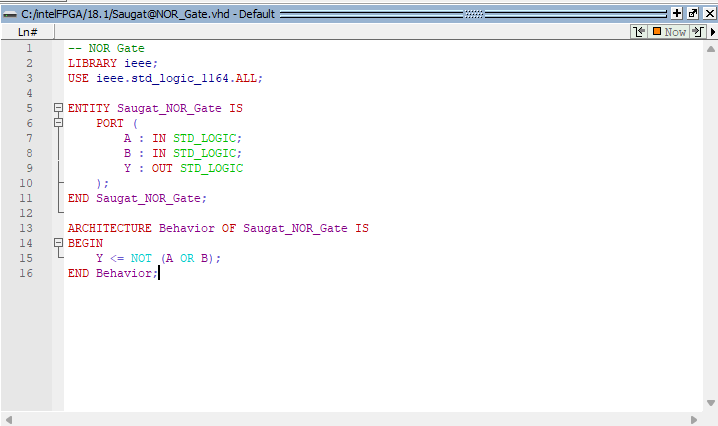 C:/intelFPGA/18.1/Saugat@NOR_Gate.vhd - Default
Ln#
Now
1 -- NOR Gate
2 LIBRARY ieee;
3 USE ieee.std_logic_1164.ALL;
4
5 ENTITY Saugat_NOR_Gate IS
6 PORT (
7 A : IN STD_LOGIC;
8 B : IN STD_LOGIC;
9 Y : OUT STD_LOGIC
10 );
11 END Saugat_NOR_Gate;
12
13 ARCHITECTURE Behavior OF Saugat_NOR_Gate IS
14 BEGIN
15 Y <= NOT (A OR B);
16 END Behavior;